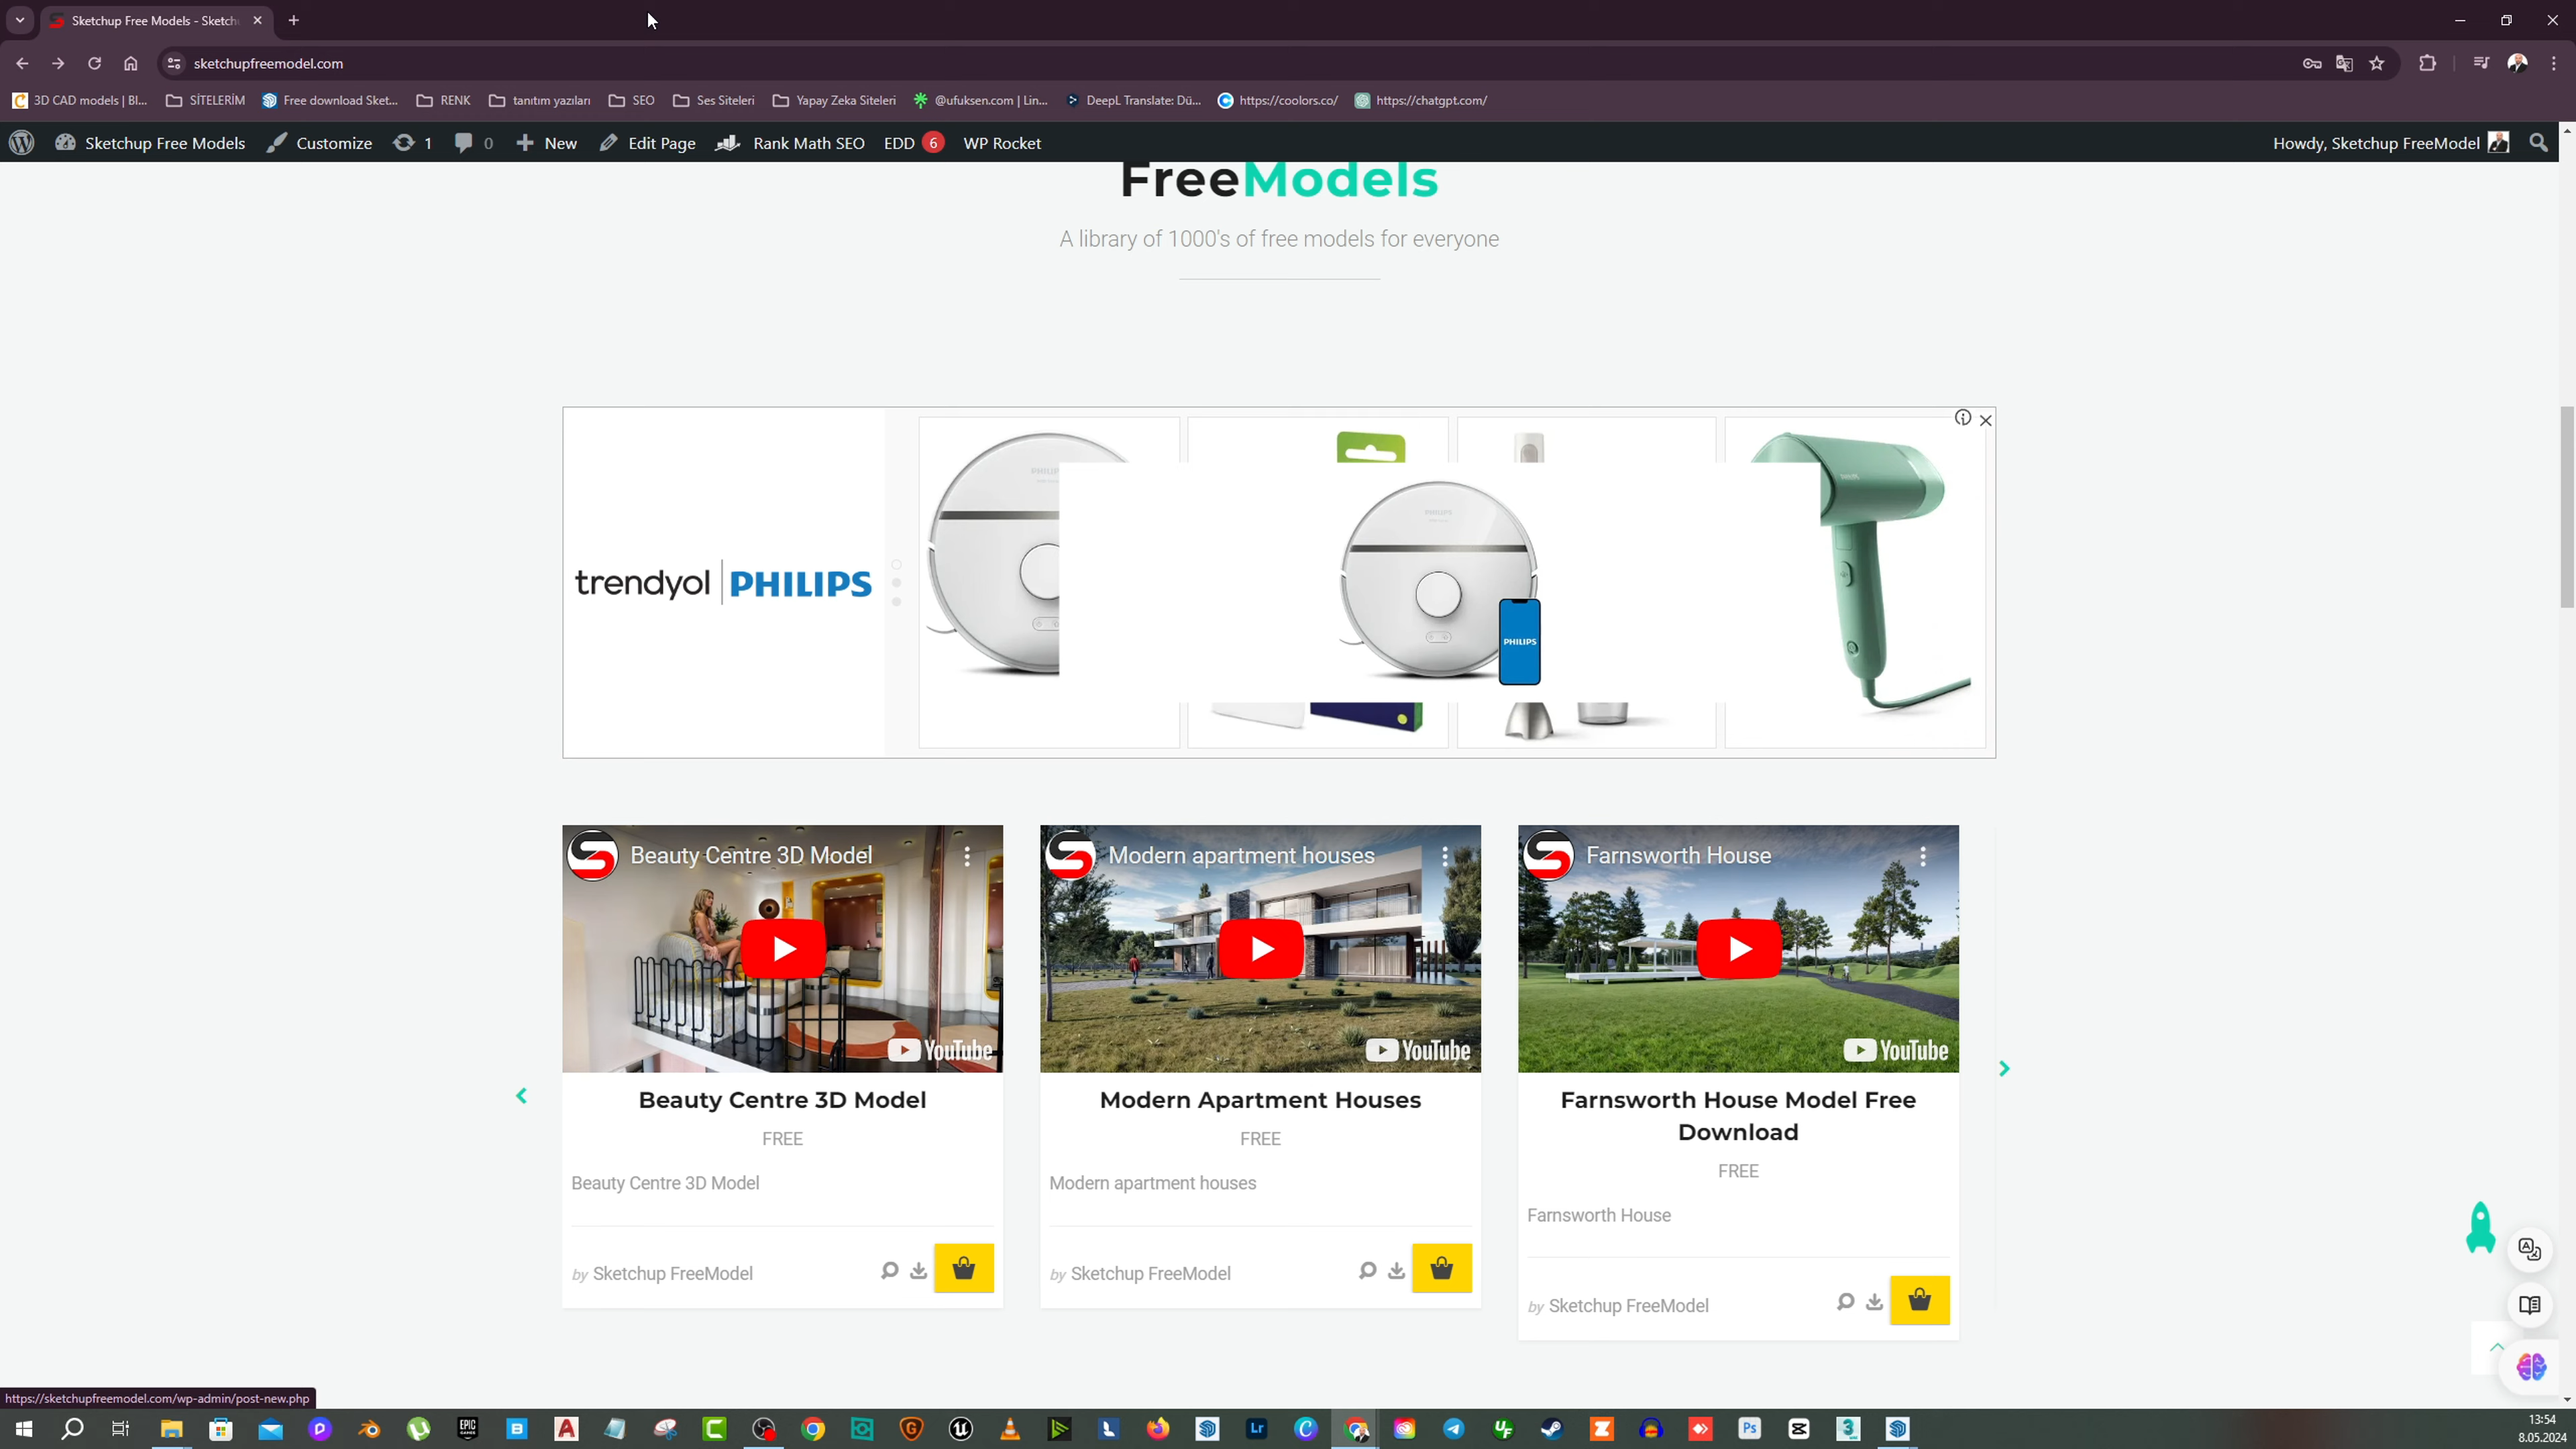 Sketchup Free Models - Sketch
sketchupfreemodel.com
3D CAD models | Bl... SİTELERİM Free download Sket... RENK tanıtım yazıları SEO Ses Siteleri Yapay Zeka Siteleri @ufuksen.com | Lin... DeepL Translate: Dü... https://coolors.co/ https://chatgpt.com/
Sketchup Free Models Customize 1 0 New Edit Page Rank Math SEO EDD 6 WP Rocket Howdy, Sketchup FreeModel
FreeModels
A library of 1000's of free models for everyone
trendyol PHILIPS
PHILIPS
Beauty Centre 3D Model Modern apartment houses Farnsworth House
YouTube YouTube YouTube
Beauty Centre 3D Model
FREE
Beauty Centre 3D Model
by Sketchup FreeModel
Modern Apartment Houses
FREE
Modern apartment houses
by Sketchup FreeModel
Farnsworth House Model Free
Download
FREE
Farnsworth House
by Sketchup FreeModel
https://sketchupfreemodel.com/wp-admin/post-new.php
13:54
8.05.2024